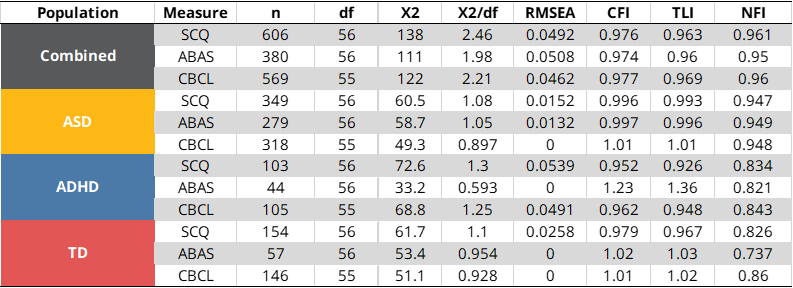 Population Measure n df X2 X2/df RMSEA CFI TLI NFI
Combined SCQ 606 56 138 2.46 0.0492 0.976 0.963 0.961
ABAS 380 56 111 1.98 0.0508 0.974 0.96 0.95
CBCL 569 55 122 2.21 0.0462 0.977 0.969 0.96
ASD SCQ 349 56 60.5 1.08 0.0152 0.996 0.993 0.947
ABAS 279 56 58.7 1.05 0.0132 0.997 0.996 0.949
CBCL 318 55 49.3 0.897 0 1.01 1.01 0.948
ADHD SCQ 103 56 72.6 1.3 0.0539 0.952 0.926 0.834
ABAS 44 56 33.2 0.593 0 1.23 1.36 0.821
CBCL 105 55 68.8 1.25 0.0491 0.962 0.948 0.843
TD SCQ 154 56 61.7 1.1 0.0258 0.979 0.967 0.826
ABAS 57 56 53.4 0.954 0 1.02 1.03 0.737
CBCL 146 55 51.1 0.928 0 1.01 1.02 0.86